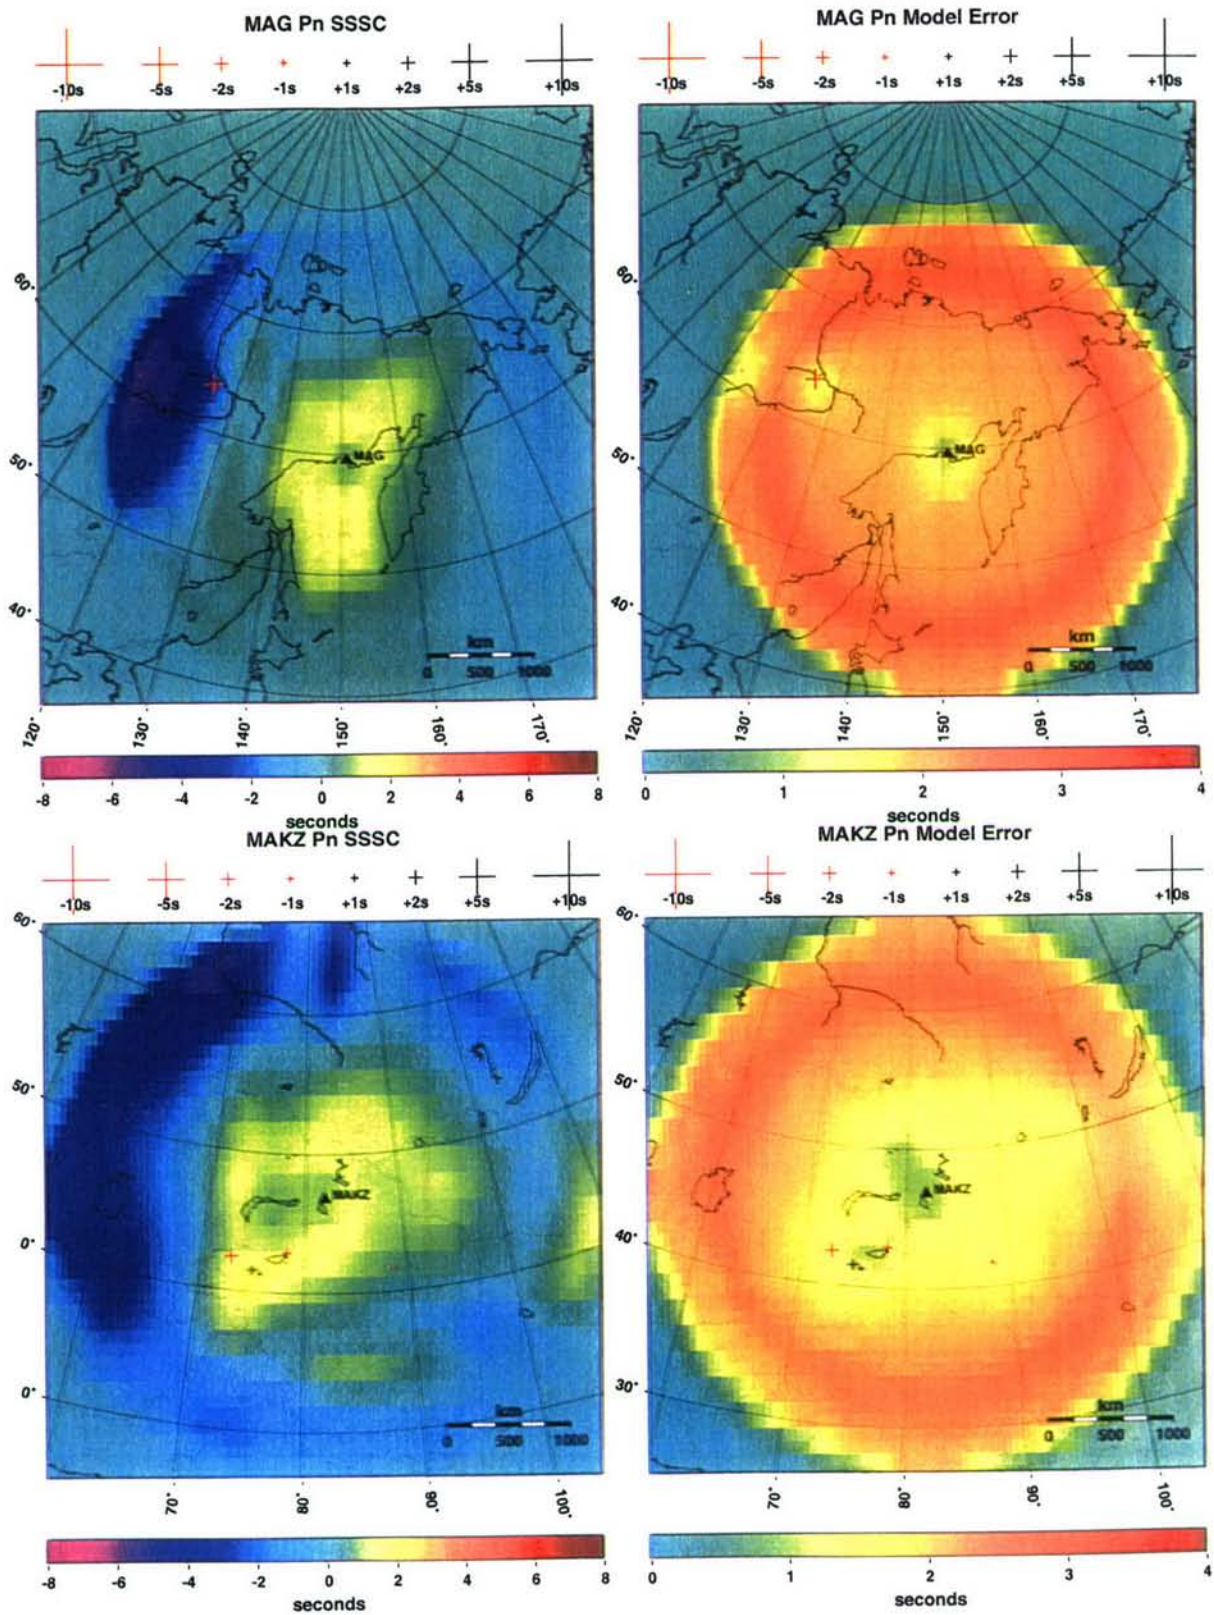 MAG Pn SSSC
-10s -5s -2s -1s +1s +2s +5s +10s
60°
50°
40°
MAG
km
0 500 1000
120° 130° 140° 150° 160° 170°
-8 -6 -4 -2 0 2 4 6 8
seconds
MAG Pn Model Error
-10s -5s -2s -1s +1s +2s +5s +10s
60°
50°
40°
MAG
km
0 500 1000
120° 130° 140° 150° 160° 170°
0 1 2 3 4
seconds
MAKZ Pn SSSC
-10s -5s -2s -1s +1s +2s +5s +10s
60°
50°
0°
0°
MAKZ
km
0 500 1000
70° 80° 90° 100°
-8 -6 -4 -2 0 2 4 6 8
seconds
MAKZ Pn Model Error
-10s -5s -2s -1s +1s +2s +5s +10s
60°
50°
40°
30°
MAKZ
km
0 500 1000
70° 80° 90° 100°
0 1 2 3 4
seconds